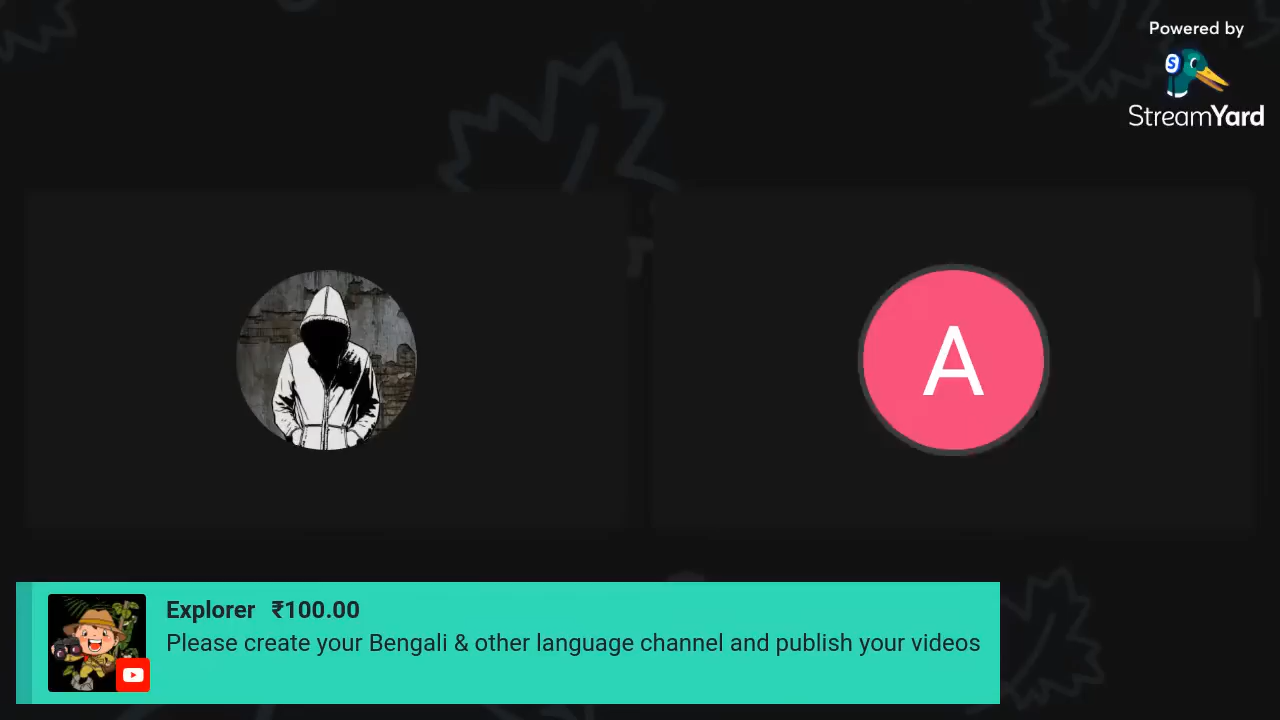 Powered by
S
StreamYard
A
Explorer ₹100.00
Please create your Bengali & other language channel and publish your videos